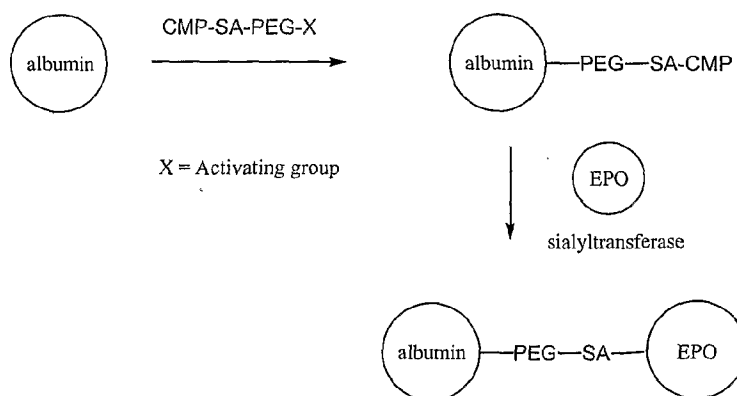 CMP-SA-PEG-X
albumin
albumin
PEG
SA-CMP
X = Activating group
EPO
sialyltransferase
albumin
PEG
SA
EPO